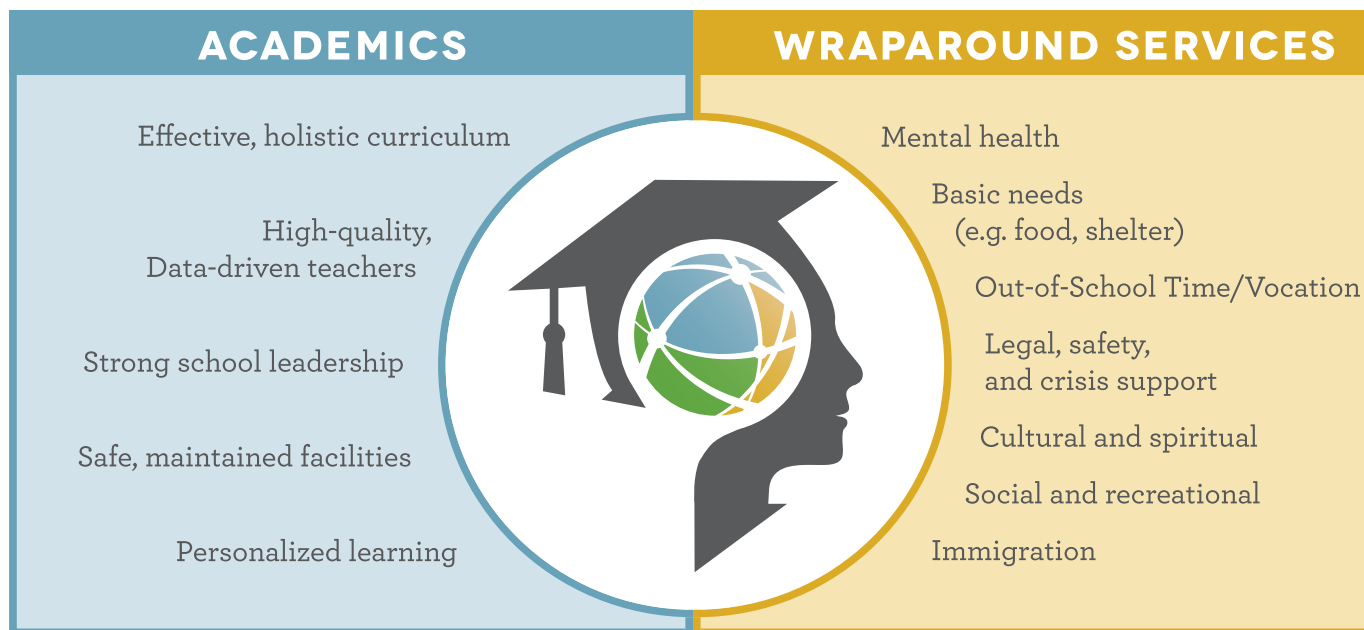 ACADEMICS
Effective, holistic curriculum
High-quality,
Data-driven teachers
Strong school leadership
Safe, maintained facilities
Personalized learning
WRAPAROUND SERVICES
Mental health
Basic needs
(e.g. food, shelter)
Out-of-School Time/Vocation
Legal, safety,
and crisis support
Cultural and spiritual
Social and recreational
Immigration